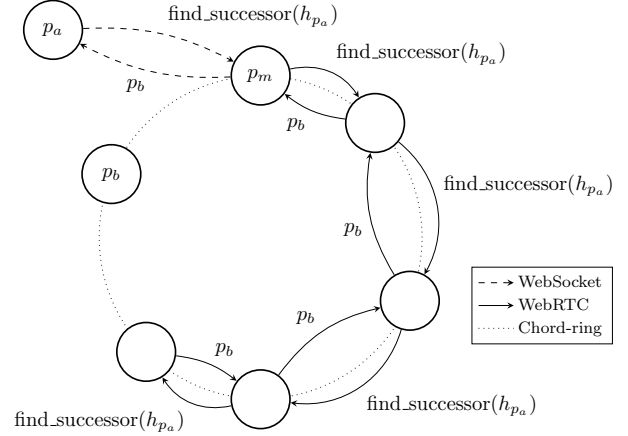 find_successor(h_{p_a})
p_a
find_successor(h_{p_a})
p_m
p_b
p_b
p_b
find_successor(h_{p_a})
p_b
WebSocket
WebRTC
Chord-ring
p_b
p_b
find_successor(h_{p_a})
find_successor(h_{p_a})